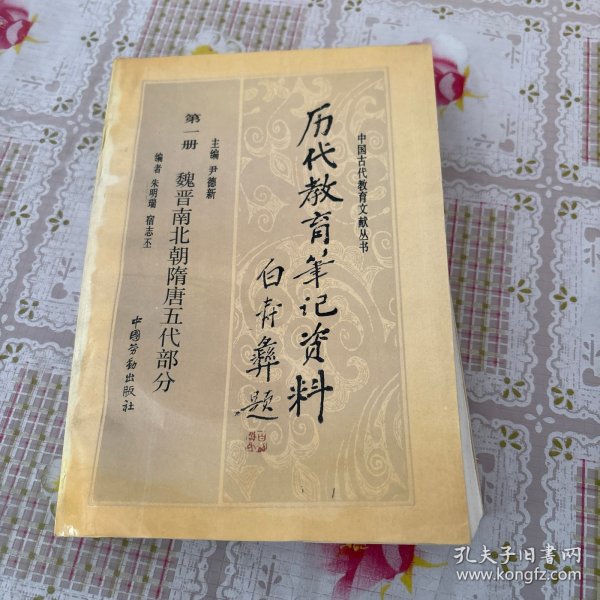 中国古代教育文献丛书
历代教育笔记资料
白寿彝题
主编 尹德新
第一册 魏晋南北朝隋唐五代部分
编者 朱明瑞 宿志丕
中國劳動出版社
孔夫子旧书网
www.kongfz.com